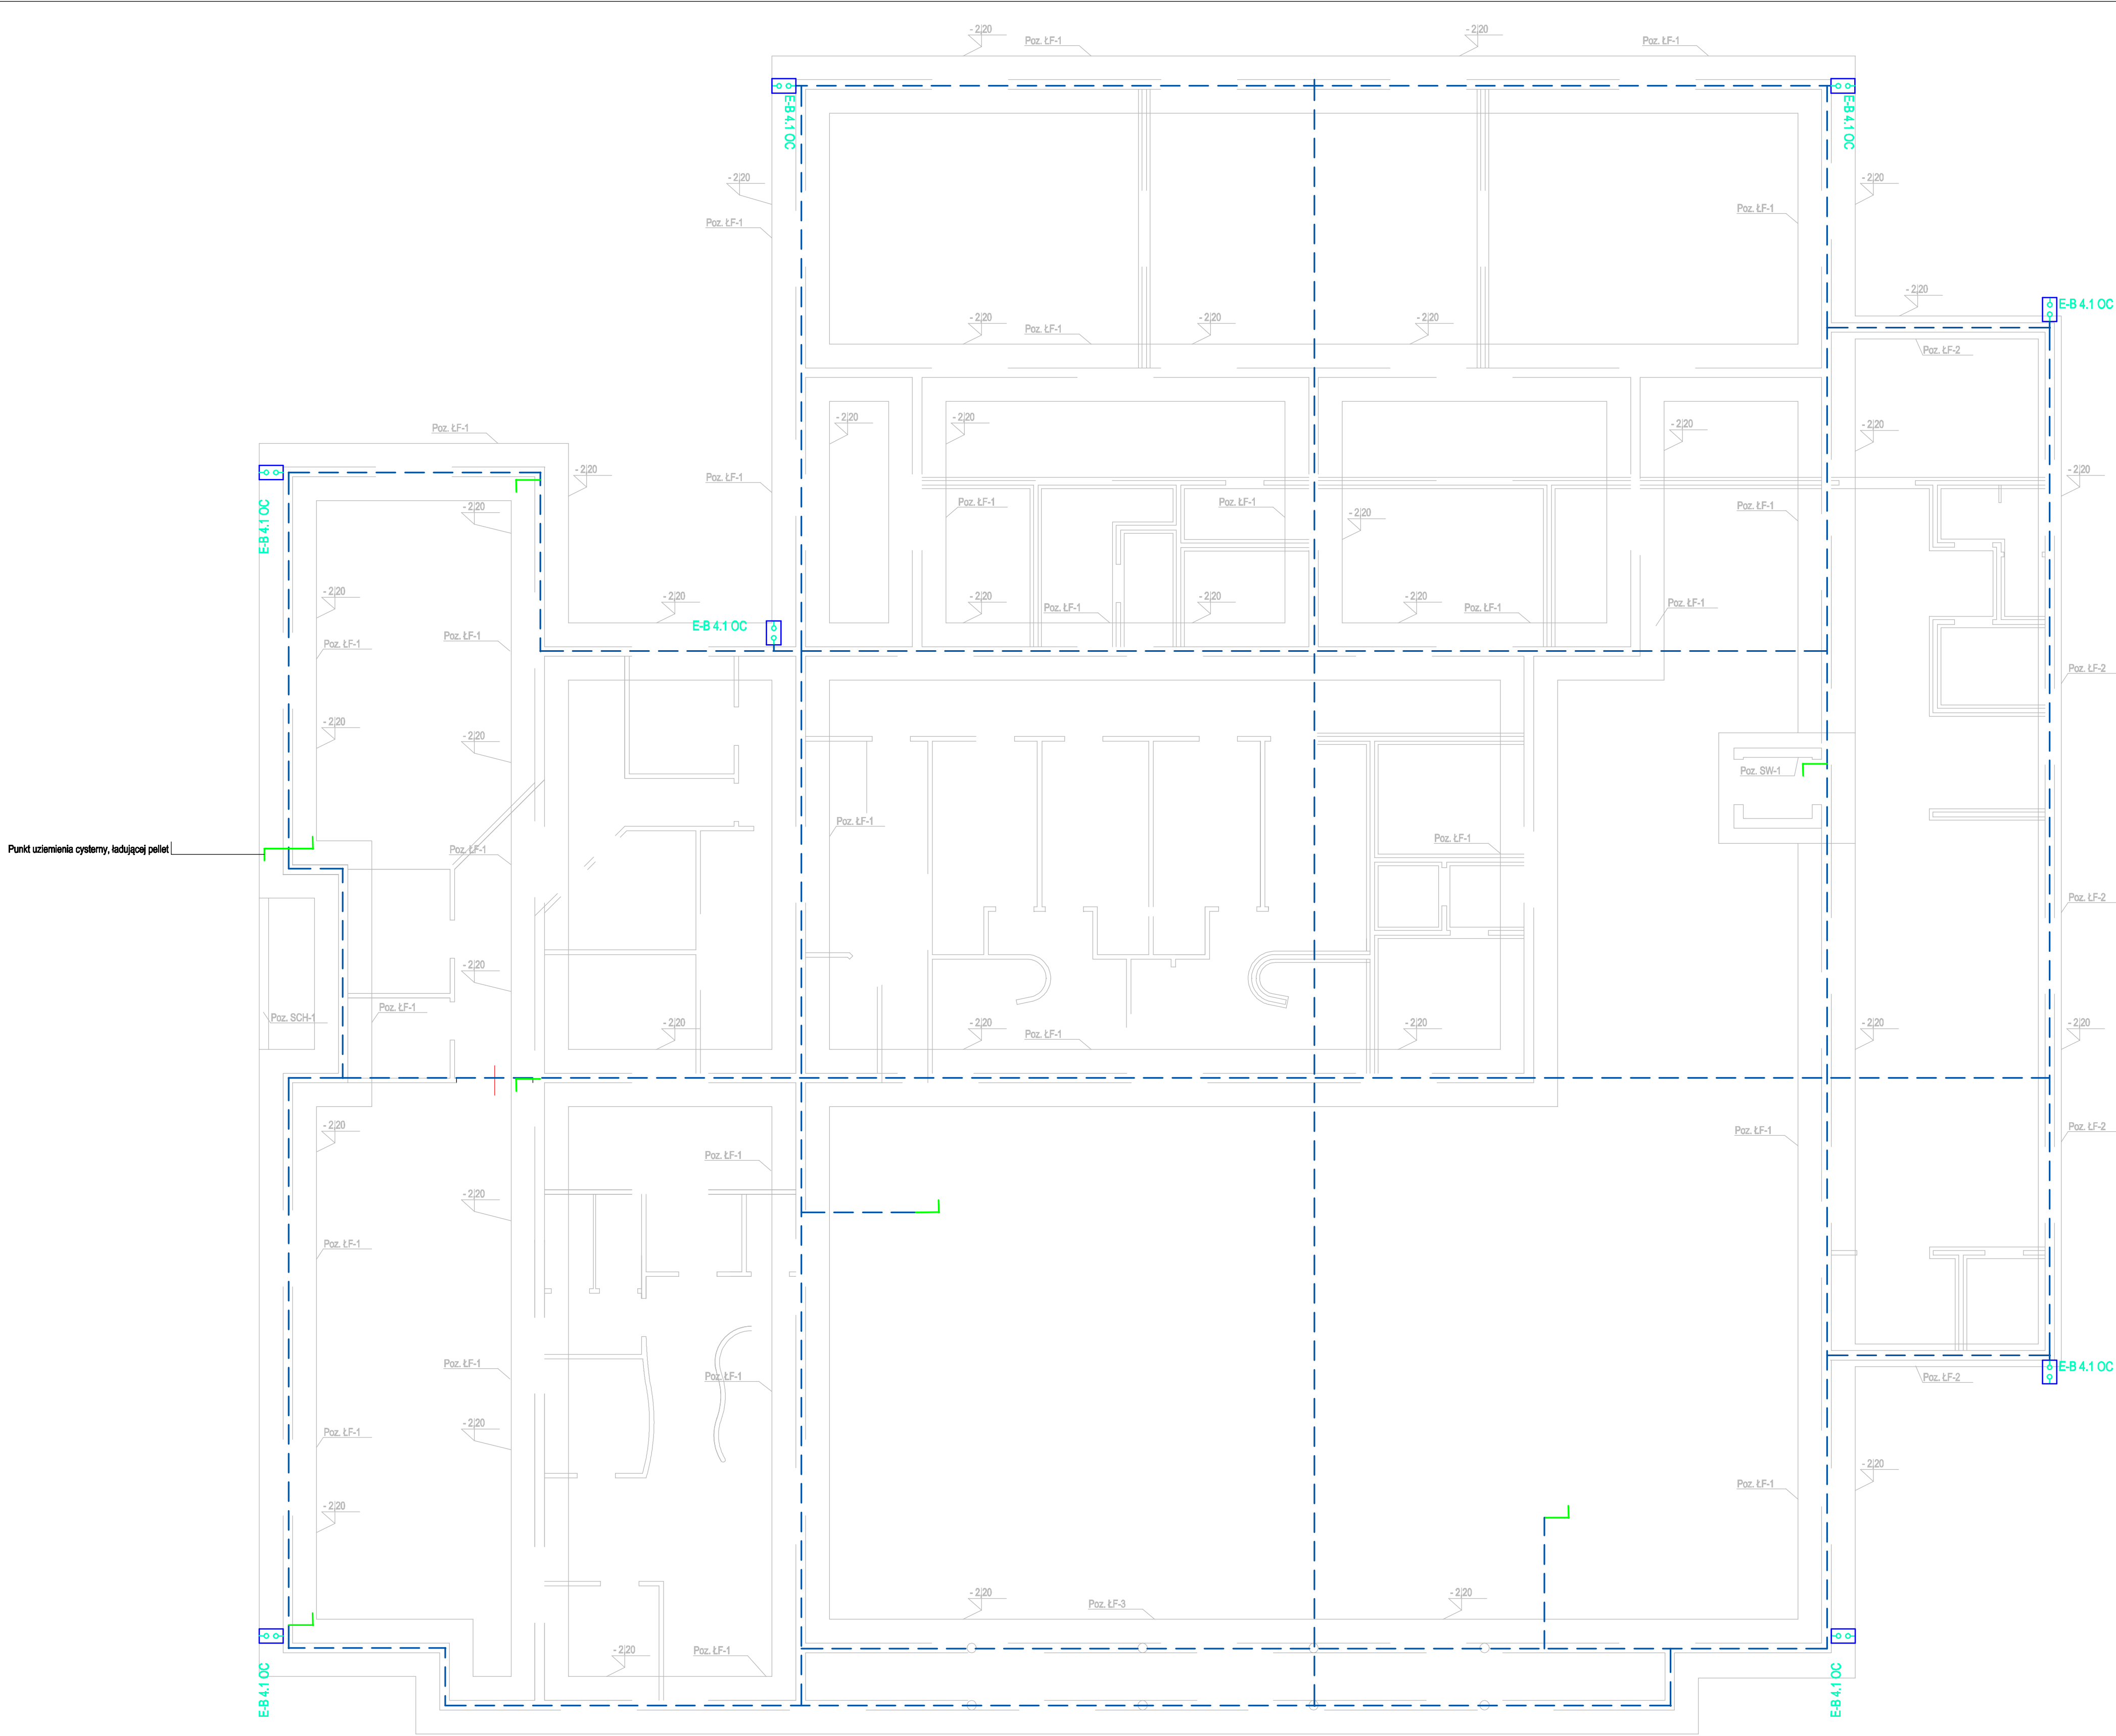 -2,20
Poz. ŁF-1
-2,20
Poz. ŁF-1
E-B 4.1 OC
E-B 4.1 OC
-2,20
-2,20
Poz. ŁF-1
Poz. ŁF-1
-2,20
E-B 4.1 OC
-2,20
Poz. ŁF-1
-2,20
-2,20
Poz. ŁF-2
Poz. ŁF-1
-2,20
-2,20
-2,20
-2,20
-2,20
-2,20
Poz. ŁF-1
E-B 4.1 OC
-2,20
Poz. ŁF-1
Poz. ŁF-1
-2,20
Poz. ŁF-1
-2,20
-2,20
-2,20
Poz. ŁF-1
-2,20
-2,20
Poz. ŁF-1
Poz. ŁF-1
E-B 4.1 OC
Poz. ŁF-1
Poz. ŁF-1
Poz. ŁF-2
-2,20
-2,20
Poz. SW-1
Poz. ŁF-1
Poz. ŁF-1
Punkt uziemienia cysterny, ładującej pellet
Poz. ŁF-1
Poz. ŁF-2
-2,20
Poz. SCH-1
Poz. ŁF-1
-2,20
-2,20
Poz. ŁF-1
-2,20
-2,20
-2,20
-2,20
Poz. ŁF-1
Poz. ŁF-2
Poz. ŁF-1
-2,20
Poz. ŁF-1
Poz. ŁF-1
Poz. ŁF-1
E-B 4.1 OC
Poz. ŁF-2
-2,20
Poz. ŁF-1
-2,20
Poz. ŁF-1
-2,20
-2,20
Poz. ŁF-3
-2,20
-2,20
Poz. ŁF-1
E-B 4.1 OC
E-B 4.1 OC